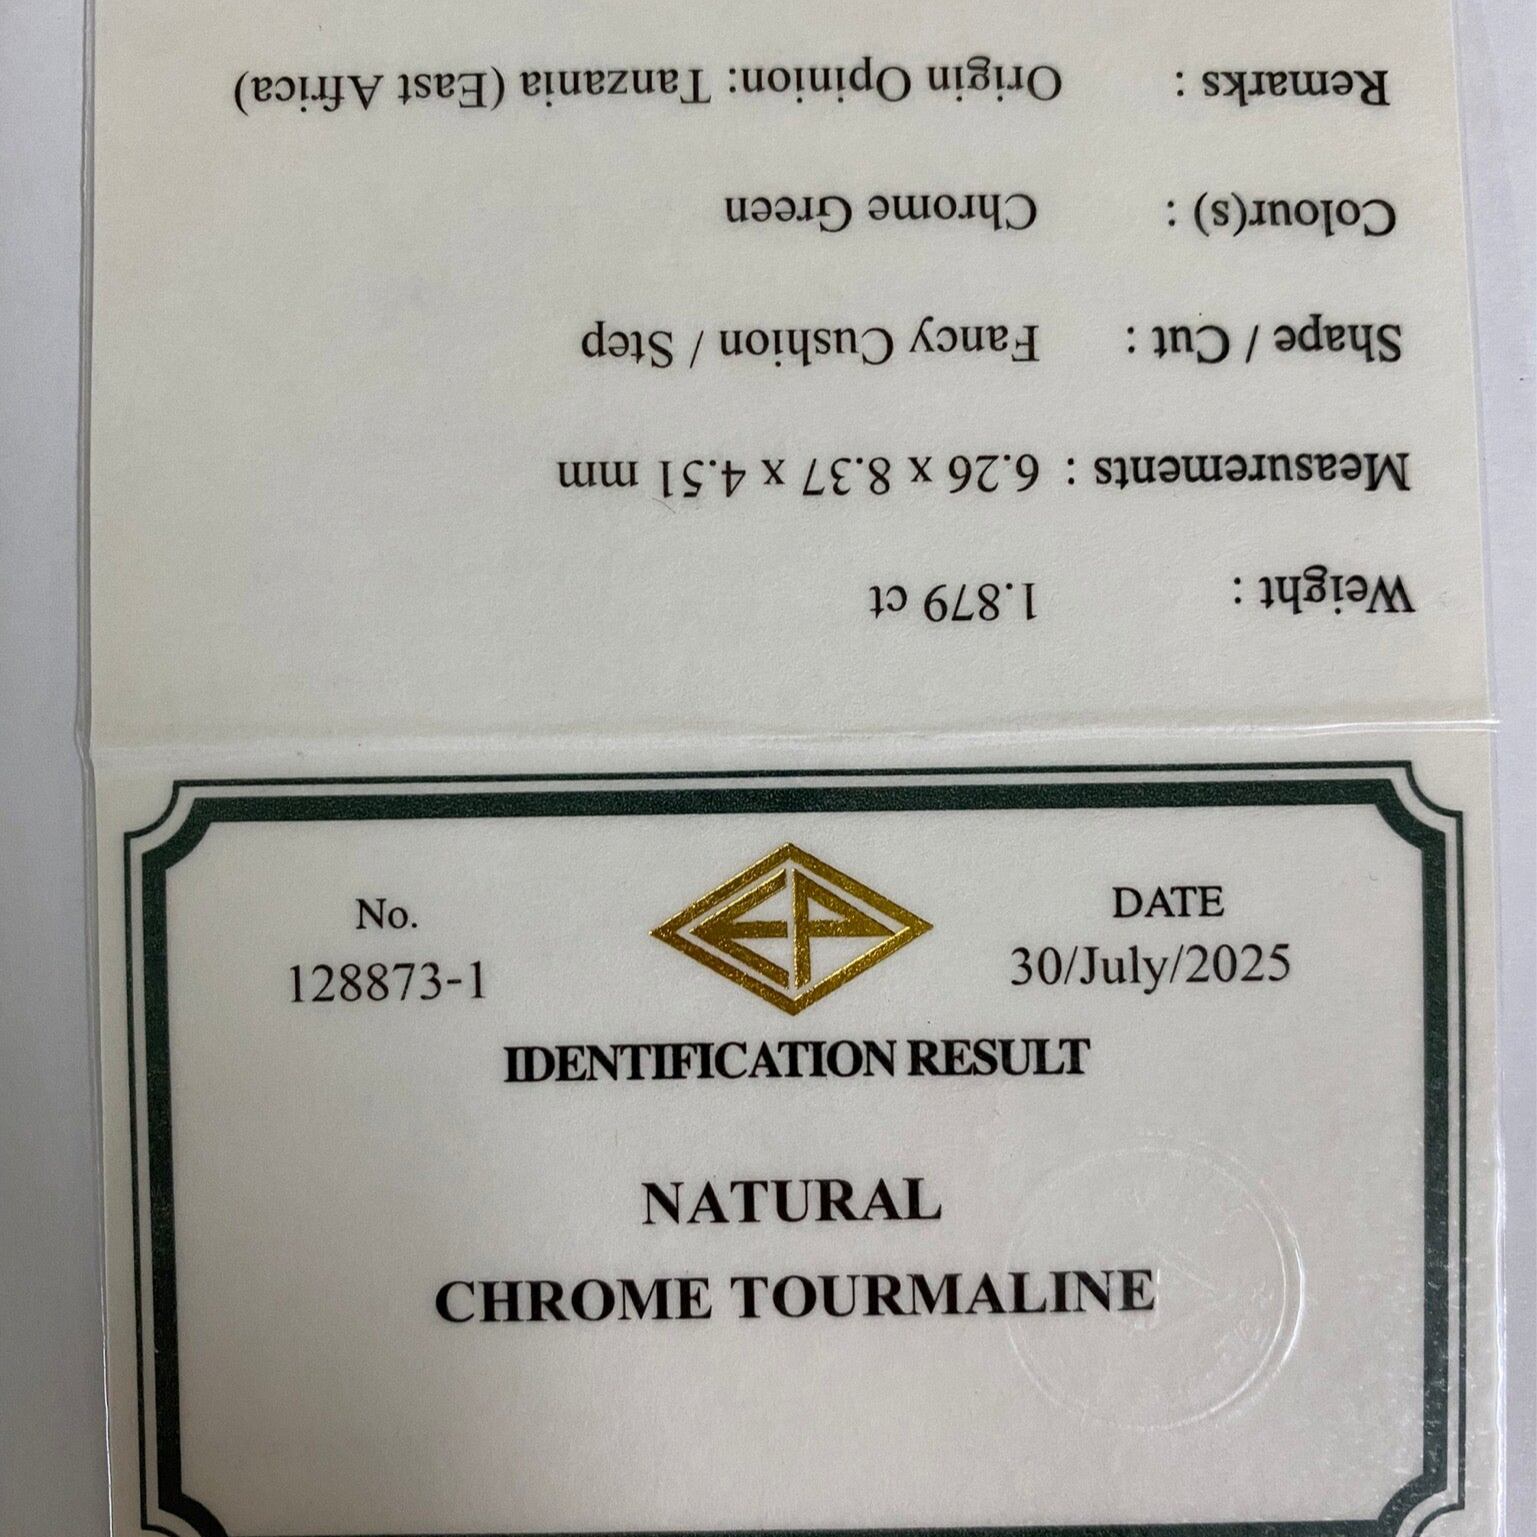 Weight : 1.879 ct
Measurements : 6.26 x 8.37 x 4.51 mm
Shape / Cut : Fancy Cushion / Step
Colour(s) : Chrome Green
Remarks : Origin Opinion: Tanzania (East Africa)
No.
128873-1
EP
DATE
30/July/2025
IDENTIFICATION RESULT
NATURAL
CHROME TOURMALINE